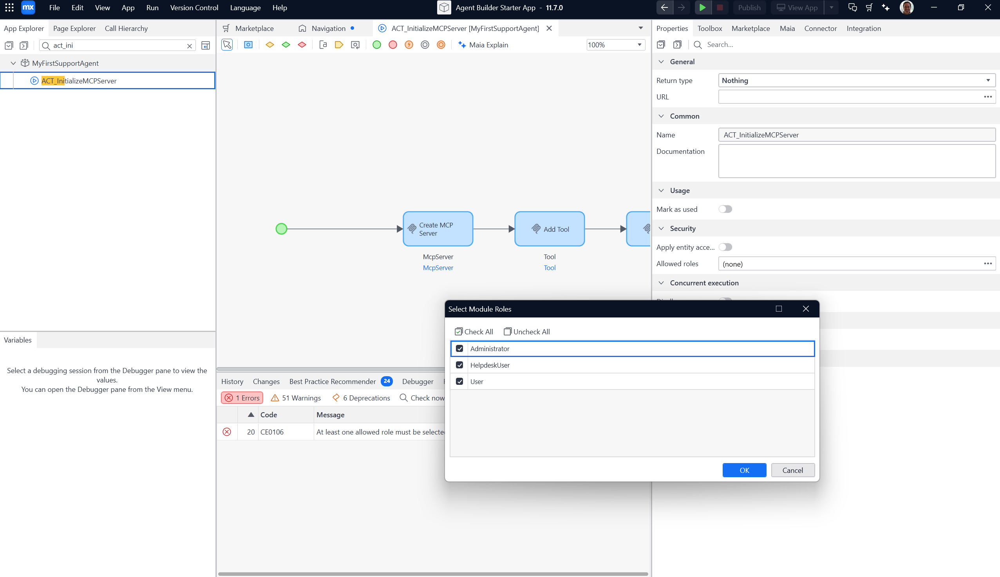 mx File Edit View App Run Version Control Language Help
Agent Builder Starter App - 11.7.0
Publish View App
App Explorer Page Explorer Call Hierarchy
act_ini
MyFirstSupportAgent
ACT_InitializeMCPServer
Variables
Select a debugging session from the Debugger pane to view the
values.
You can open the Debugger pane from the View menu.
Marketplace Navigation ACT_InitializeMCPServer [MyFirstSupportAgent]
Maia Explain 100%
Create MCP
Server
Add Tool
McpServer
McpServer
Tool
Tool
History Changes Best Practice Recommender 24 Debugger
1 Errors 51 Warnings 6 Deprecations Check now
Code Message
20 CE0106 At least one allowed role must be selected
Properties Toolbox Marketplace Maia Connector Integration
Search...
General
Return type Nothing
URL
Common
Name ACT_InitializeMCPServer
Documentation
Usage
Mark as used
Security
Apply entity acce...
Allowed roles (none)
Concurrent execution
Select Module Roles
Check All Uncheck All
Administrator
HelpdeskUser
User
OK Cancel